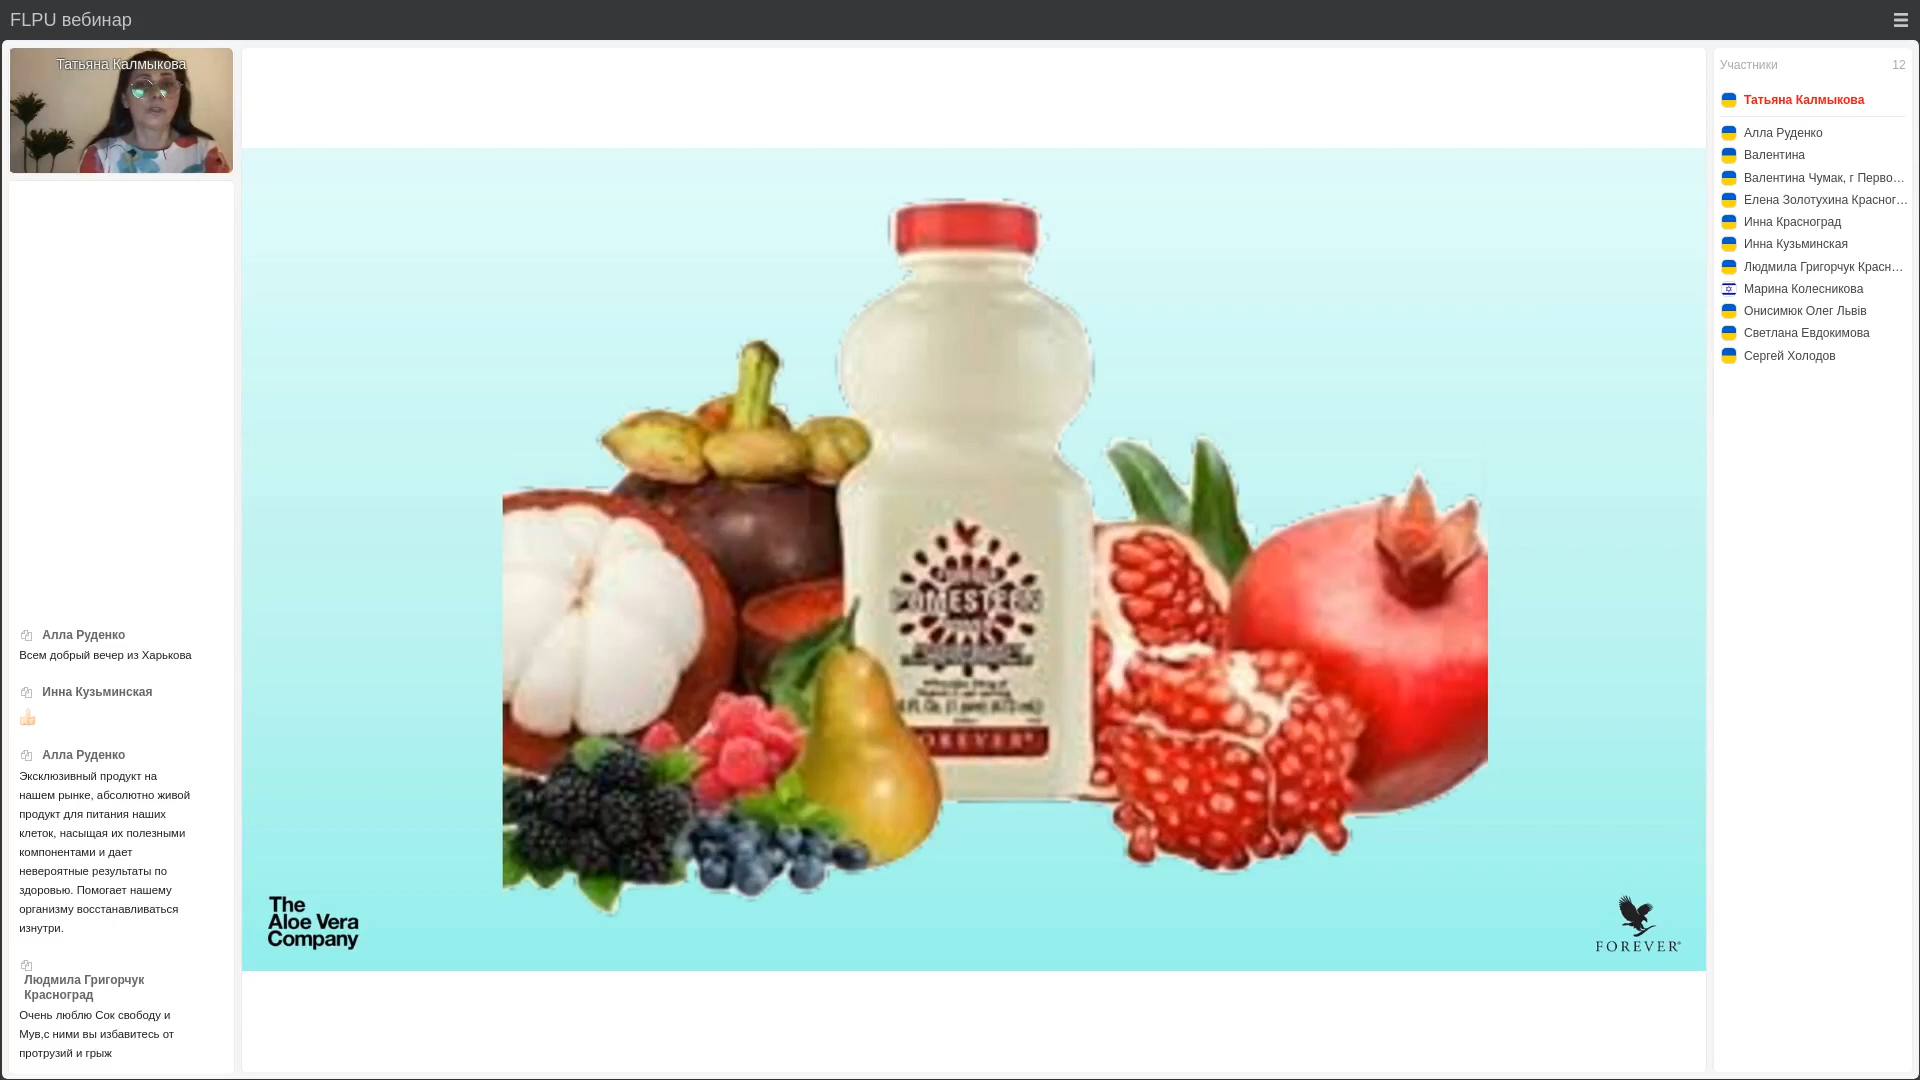 FLPU вебинар
Татьяна Калмыкова
Алла Руденко
Всем добрый вечер из Харькова
Инна Кузьминская
Алла Руденко
Эксклюзивный продукт на
нашем рынке, абсолютно живой
продукт для питания наших
клеток, насыщая их полезными
компонентами и дает
невероятные результаты по
здоровью. Помогает нашему
организму восстанавливаться
изнутри.
Людмила Григорчук
Красноград
Очень люблю Сок свободу и
Мув,с ними вы избавитесь от
протрузий и грыж
POMESTEEN
FOREVER
The
Aloe Vera
Company
FOREVER®
Участники 12
Татьяна Калмыкова
Алла Руденко
Валентина
Валентина Чумак, г Перво...
Елена Золотухина Красног...
Инна Красноград
Инна Кузьминская
Людмила Григорчук Красн...
Марина Колесникова
Онисимюк Олег Львів
Светлана Евдокимова
Сергей Холодов